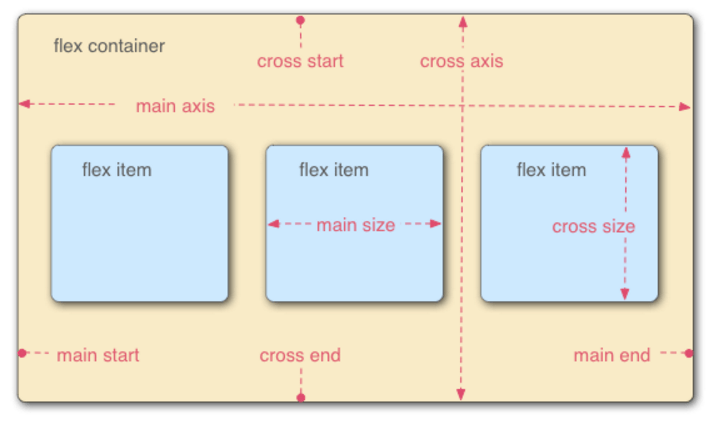 flex container
cross start
cross axis
main axis
flex item
flex item
flex item
main size
cross size
main start
cross end
main end